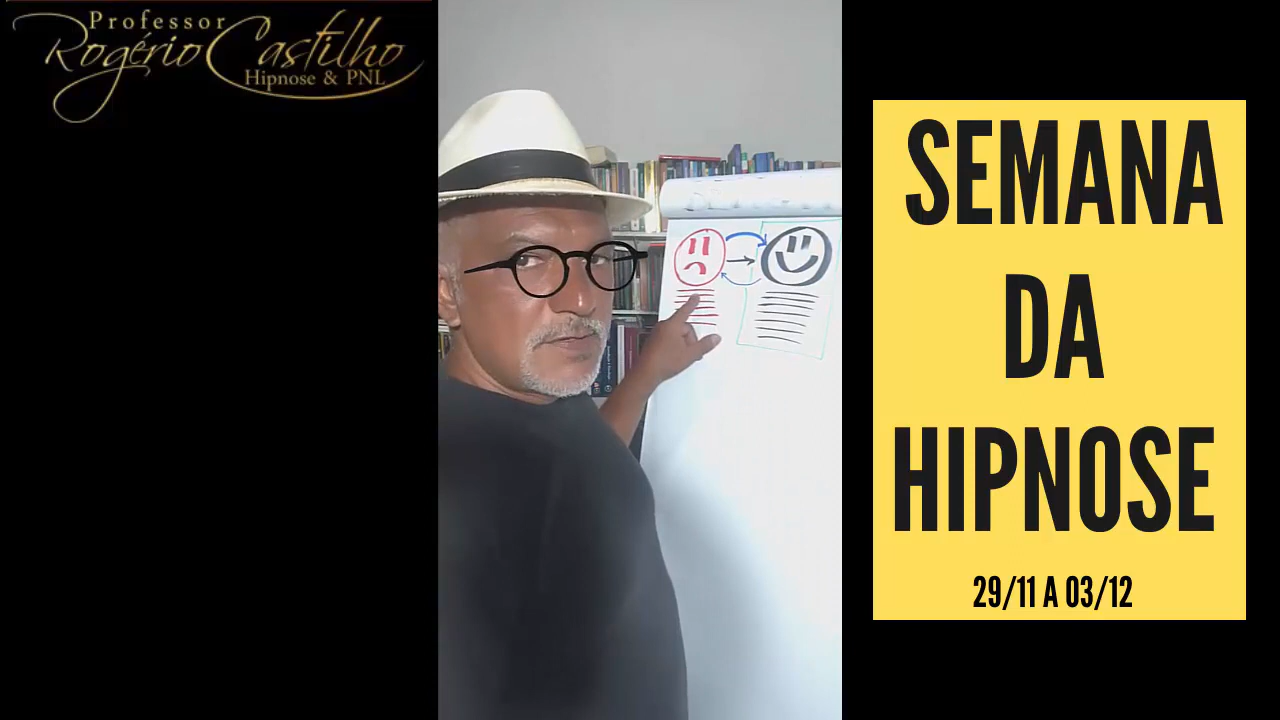 Professor
Rogério Castilho
Hipnose & PNL
SEMANA
DA
HIPNOSE
29/11 A 03/12